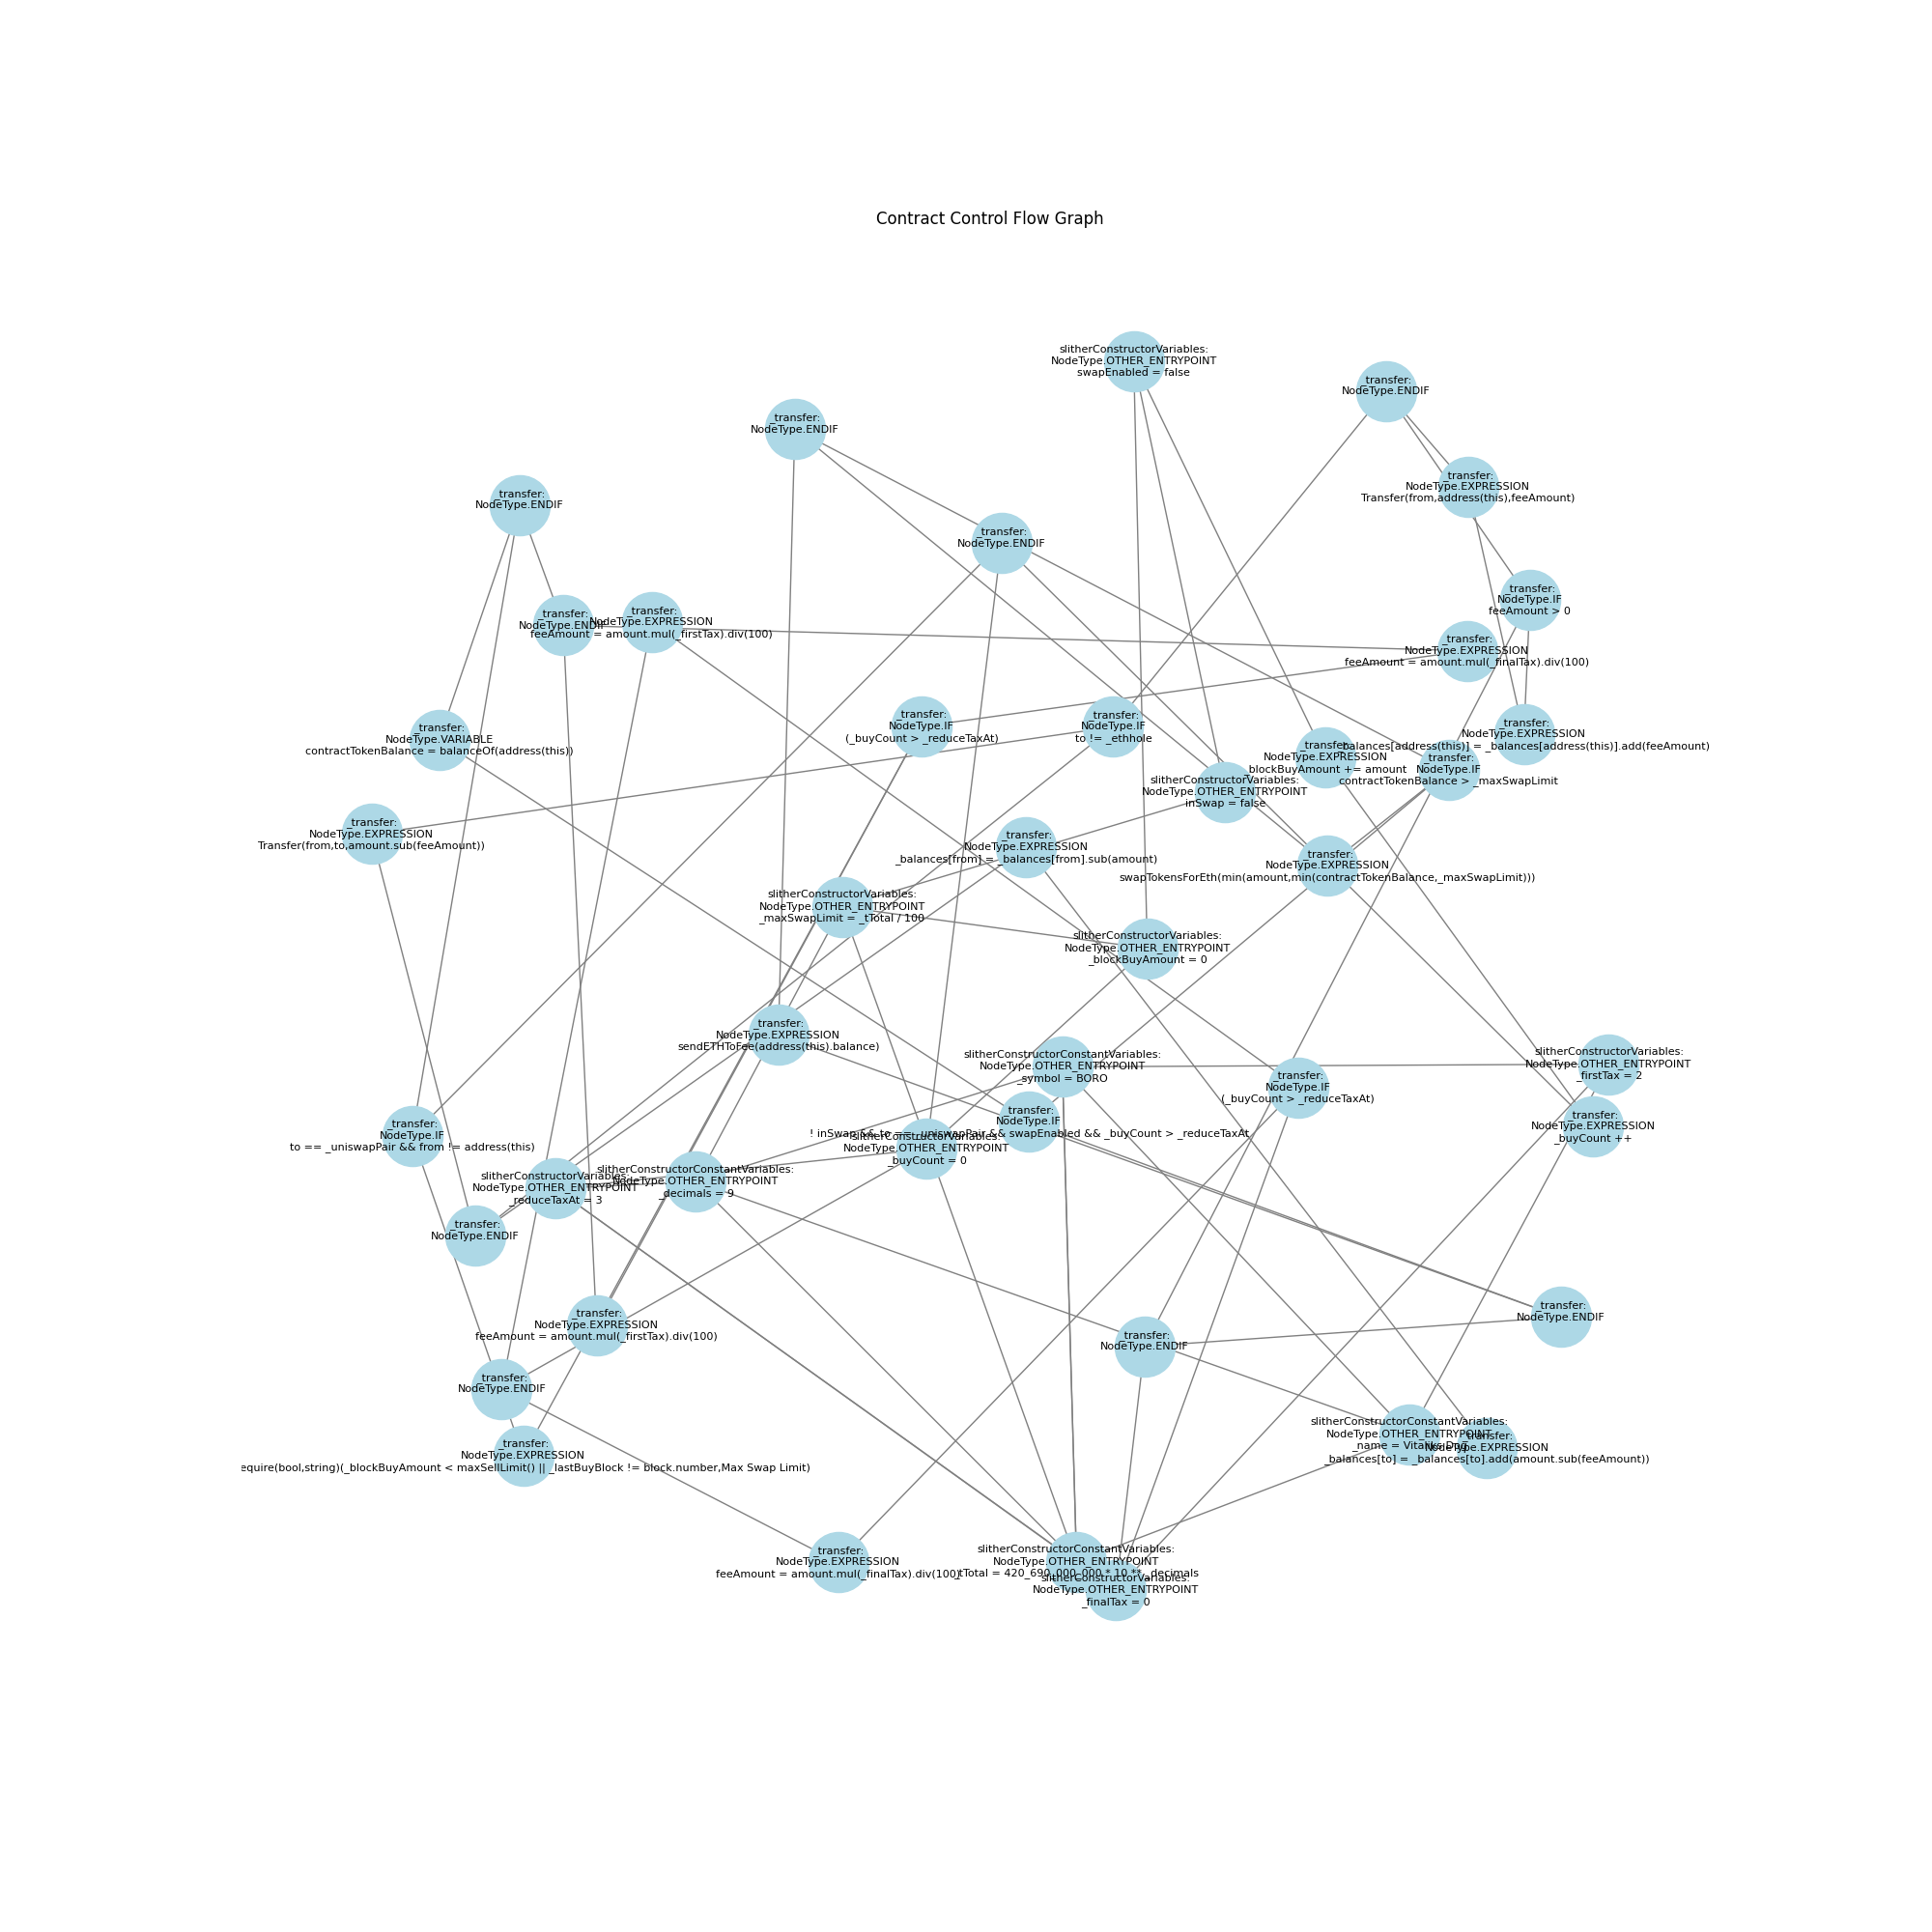 Contract Control Flow Graph
slitherConstructorVariables:
NodeType.OTHER_ENTRYPOINT
swapEnabled = false
_transfer:
NodeType.ENDIF
_transfer:
NodeType.ENDIF
_transfer:
NodeType.EXPRESSION
Transfer(from,address(this),feeAmount)
_transfer:
NodeType.ENDIF
_transfer:
NodeType.ENDIF
_transfer:
NodeType.IF
feeAmount > 0
_transfer:
NodeType.ENDIF
_transfer:
NodeType.EXPRESSION
feeAmount = amount.mul(_firstTax).div(100)
_transfer:
NodeType.EXPRESSION
feeAmount = amount.mul(_finalTax).div(100)
_transfer:
NodeType.VARIABLE
contractTokenBalance = balanceOf(address(this))
_transfer:
NodeType.IF
(_buyCount > _reduceTaxAt)
_transfer:
NodeType.IF
to != _ethhole
_transfer:
NodeType.EXPRESSION
_balances[address(this)] = _balances[address(this)].add(feeAmount)
_transfer:
NodeType.EXPRESSION
_blockBuyAmount += amount
_transfer:
NodeType.IF
contractTokenBalance > _maxSwapLimit
slitherConstructorVariables:
NodeType.OTHER_ENTRYPOINT
inSwap = false
_transfer:
NodeType.EXPRESSION
Transfer(from,to,amount.sub(feeAmount))
_transfer:
NodeType.EXPRESSION
_balances[from] = _balances[from].sub(amount)
_transfer:
NodeType.EXPRESSION
swapTokensForEth(min(amount,min(contractTokenBalance,_maxSwapLimit)))
slitherConstructorVariables:
NodeType.OTHER_ENTRYPOINT
_maxSwapLimit = _tTotal / 100
slitherConstructorVariables:
NodeType.OTHER_ENTRYPOINT
_blockBuyAmount = 0
_transfer:
NodeType.EXPRESSION
sendETHToFee(address(this).balance)
slitherConstructorConstantVariables:
NodeType.OTHER_ENTRYPOINT
_symbol = BORO
slitherConstructorVariables:
NodeType.OTHER_ENTRYPOINT
_firstTax = 2
_transfer:
NodeType.IF
(_buyCount > _reduceTaxAt)
_transfer:
NodeType.EXPRESSION
_buyCount ++
_transfer:
NodeType.IF
! inSwap && to == _uniswapPair && swapEnabled && _buyCount > _reduceTaxAt
_transfer:
NodeType.IF
to == _uniswapPair && from != address(this)
slitherConstructorVariables:
NodeType.OTHER_ENTRYPOINT
_buyCount = 0
slitherConstructorConstantVariables:
NodeType.OTHER_ENTRYPOINT
_decimals = 9
slitherConstructorVariables:
NodeType.OTHER_ENTRYPOINT
_reduceTaxAt = 3
_transfer:
NodeType.ENDIF
_transfer:
NodeType.ENDIF
_transfer:
NodeType.EXPRESSION
feeAmount = amount.mul(_firstTax).div(100)
_transfer:
NodeType.ENDIF
_transfer:
NodeType.ENDIF
slitherConstructorConstantVariables:
NodeType.OTHER_ENTRYPOINT
_name = Vitaliks
_transfer:
NodeType.EXPRESSION
_balances[to] = _balances[to].add(amount.sub(feeAmount))
_transfer:
NodeType.EXPRESSION
equire(bool,string)(_blockBuyAmount < maxSellLimit() || _lastBuyBlock != block.number,Max Swap Limit)
_transfer:
NodeType.EXPRESSION
feeAmount = amount.mul(_finalTax).div(100)
slitherConstructorConstantVariables:
NodeType.OTHER_ENTRYPOINT
_tTotal = 420_690_000_000 * 10 ** _decimals
slitherConstructorVariables:
NodeType.OTHER_ENTRYPOINT
_finalTax = 0